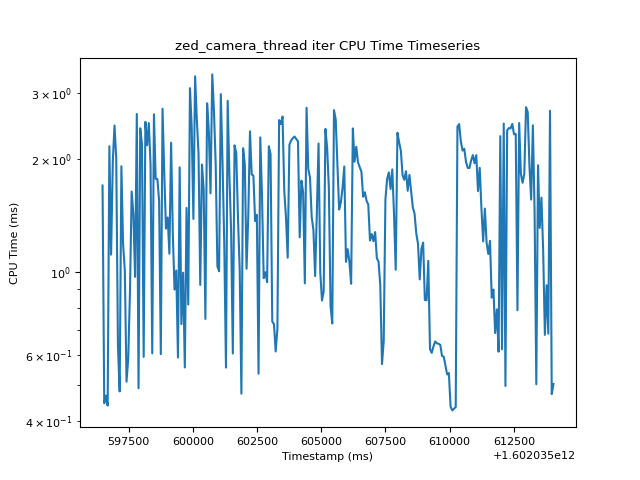 zed_camera_thread iter CPU Time Timeseries
CPU Time (ms)
3 × 10⁰
2 × 10⁰
10⁰
6 × 10⁻¹
4 × 10⁻¹
597500 600000 602500 605000 607500 610000 612500
Timestamp (ms)
+1.602035e12